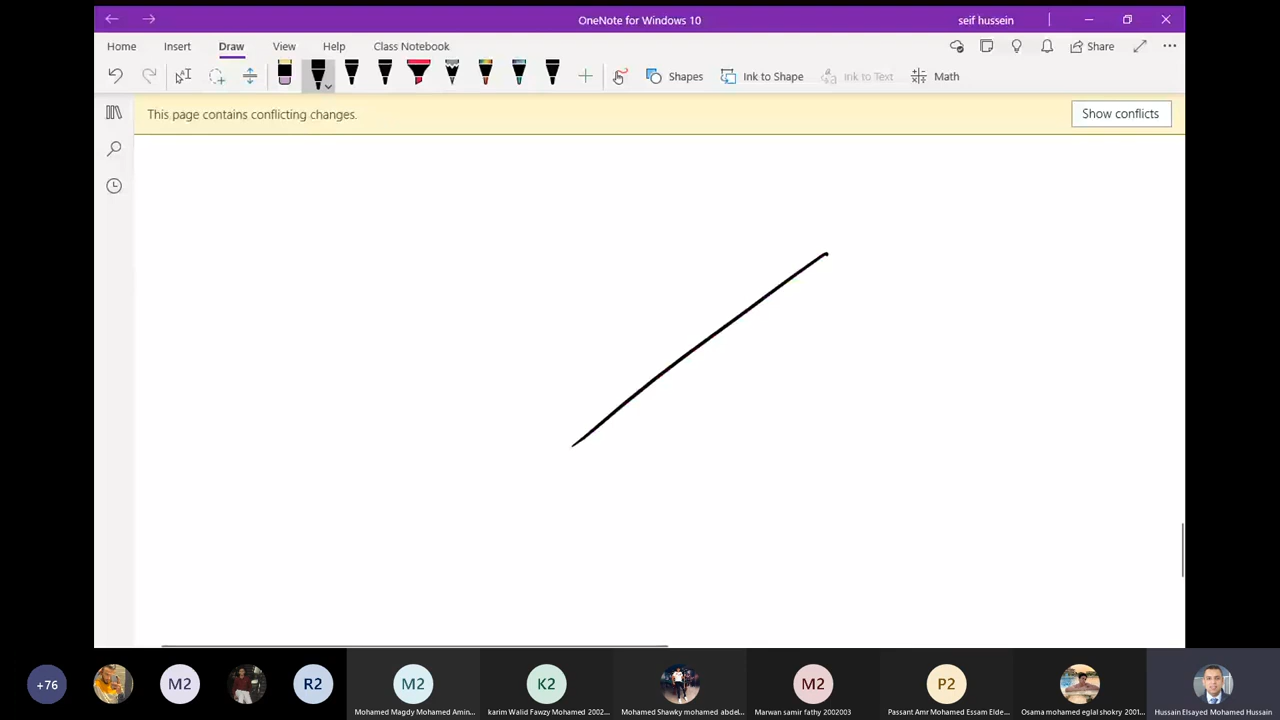 OneNote for Windows 10
seif hussein
Home Insert Draw View Help Class Notebook
Share
Shapes Ink to Shape Ink to Text Math
This page contains conflicting changes.
Show conflicts
+76 M2 R2 M2 K2 M2 P2
Mohamed Magdy Mohamed Amin... karim Walid Fawzy Mohamed 2002... Mohamed Shawky mohamed abdel... Marwan samir fathy 2002003 Passant Amr Mohamed Essam Elde... Osama mohamed eglal shokry 2001... Hussain Elsayed Mohamed Hussain